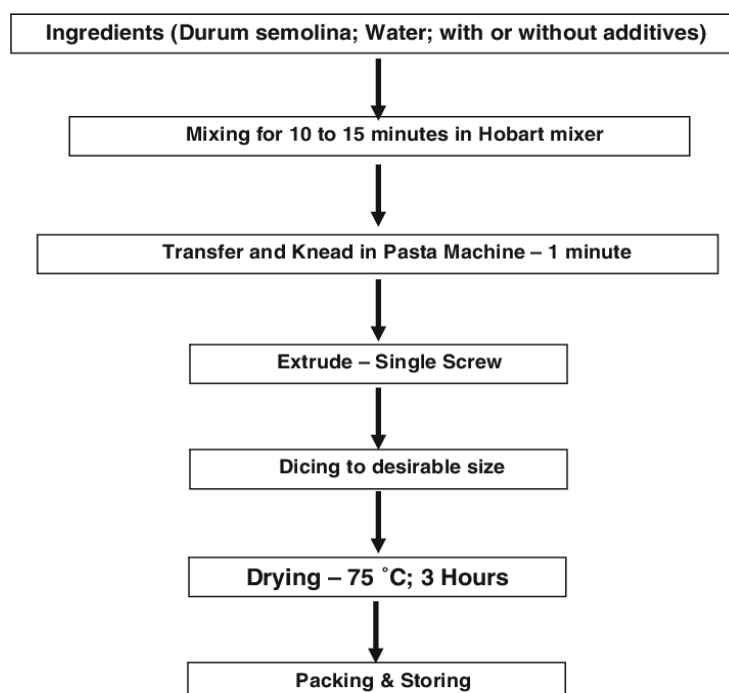 Ingredients (Durum semolina; Water; with or without additives)
Mixing for 10 to 15 minutes in Hobart mixer
Transfer and Knead in Pasta Machine – 1 minute
Extrude – Single Screw
Dicing to desirable size
Drying – 75 ˚C; 3 Hours
Packing & Storing